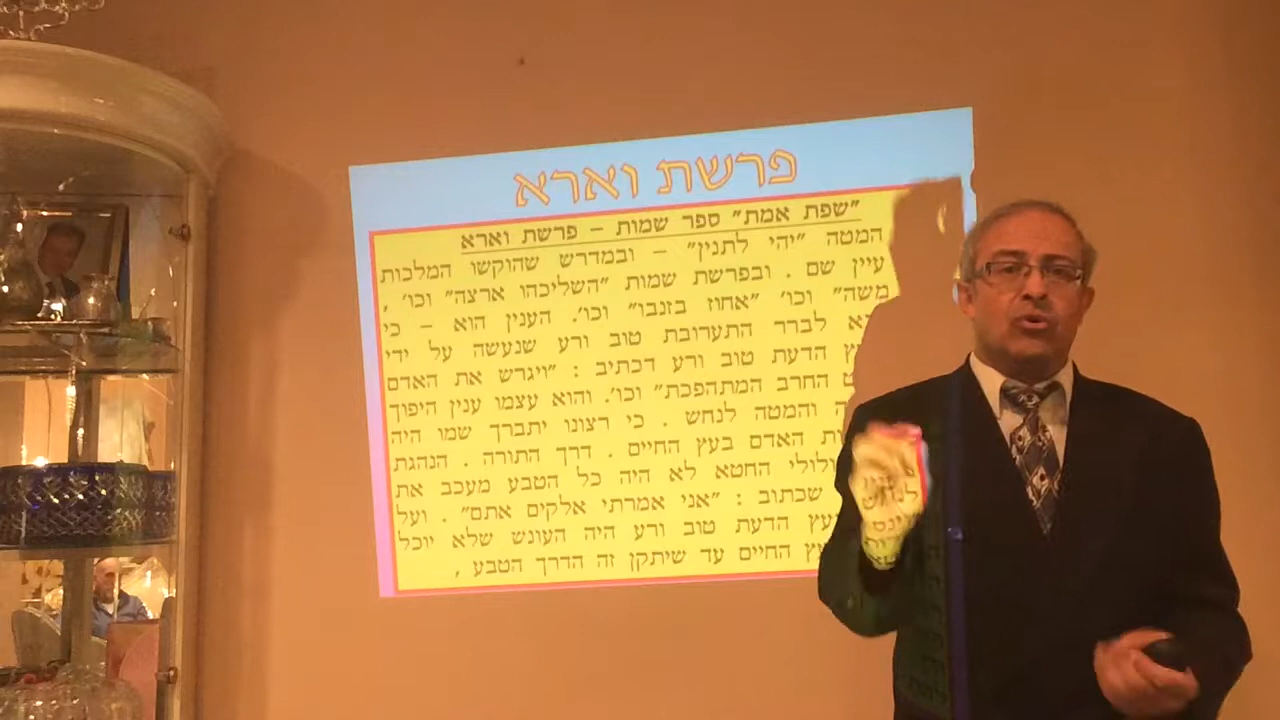 פרשת וארא
"שפת אמת" ספר שמות – פרשת וארא
המטה "יהי לתנין" – ובמדרש שהוקשו המלכות
עיין שם . ובפרשת שמות "השליכהו ארצה" וכו' ,
משה" וכו' "אחוז בזנבו" וכו'. הענין הוא – כי
לברר התערובת טוב ורע שנעשה על ידי
הדעת טוב ורע דכתיב : "ויגרש את האדם
החרב המתהפכת" וכו'. והוא עצמו ענין היפוך
והמטה לנחש . כי רצונו יתברך שמו היה
האדם בעץ החיים . דרך התורה . הנהגת
החטא לא היה כל הטבע מעכב את
שכתוב : "אני אמרתי אלקים אתם" . ועל
הדעת טוב ורע היה העונש שלא יוכל
החיים עד שיתקן זה הדרך הטבע ,